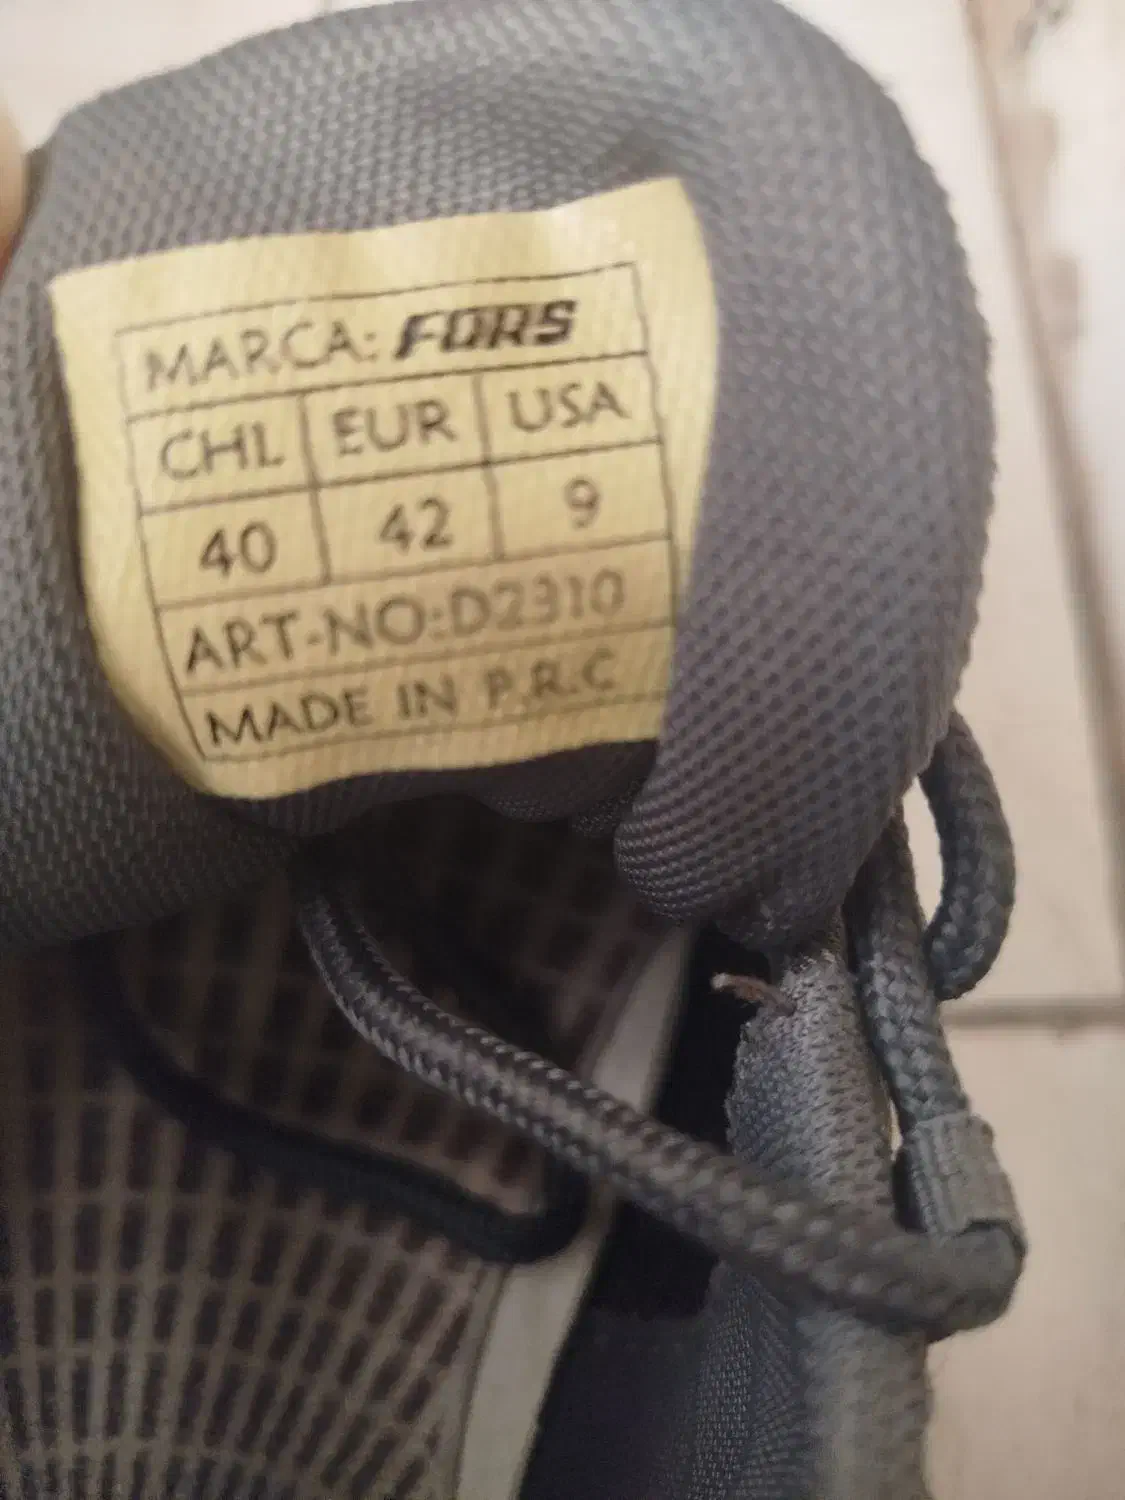 MARCA: FORS
CHL EUR USA
40 42 9
ART-NO:D2310
MADE IN P.R.C